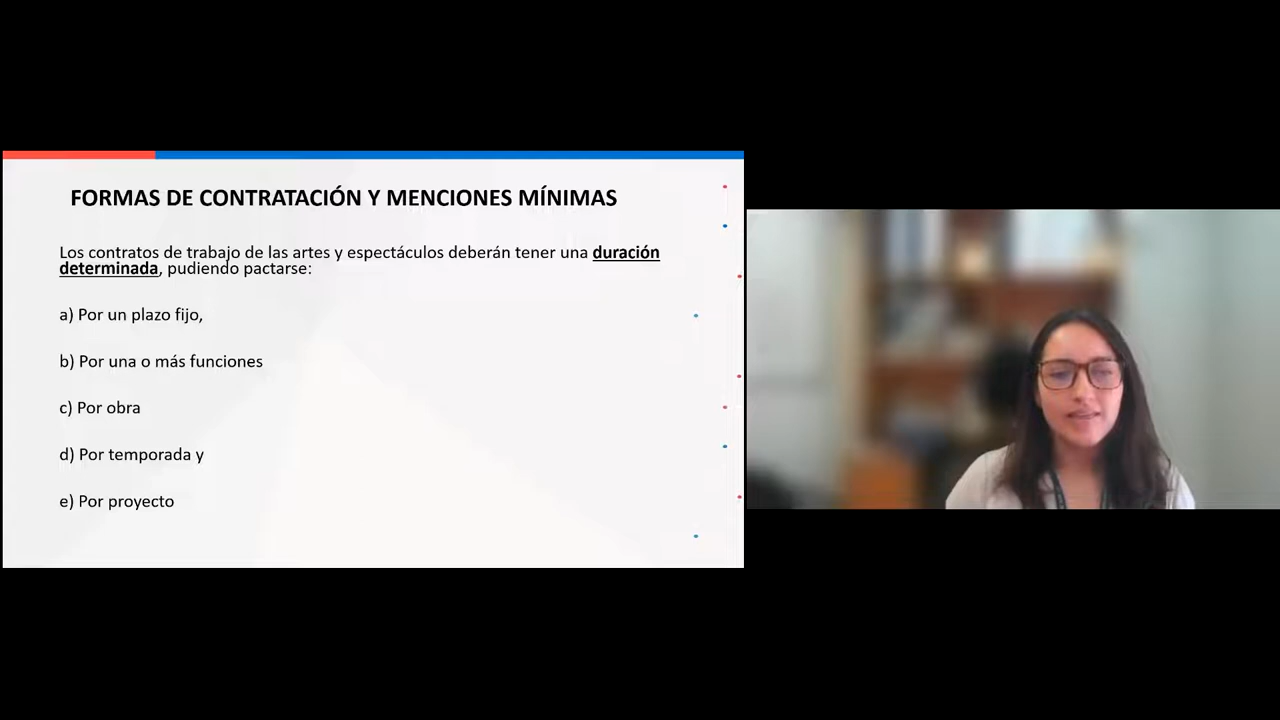 FORMAS DE CONTRATACIÓN Y MENCIONES MÍNIMAS
Los contratos de trabajo de las artes y espectáculos deberán tener una duración
determinada, pudiendo pactarse:
a) Por un plazo fijo,
b) Por una o más funciones
c) Por obra
d) Por temporada y
e) Por proyecto